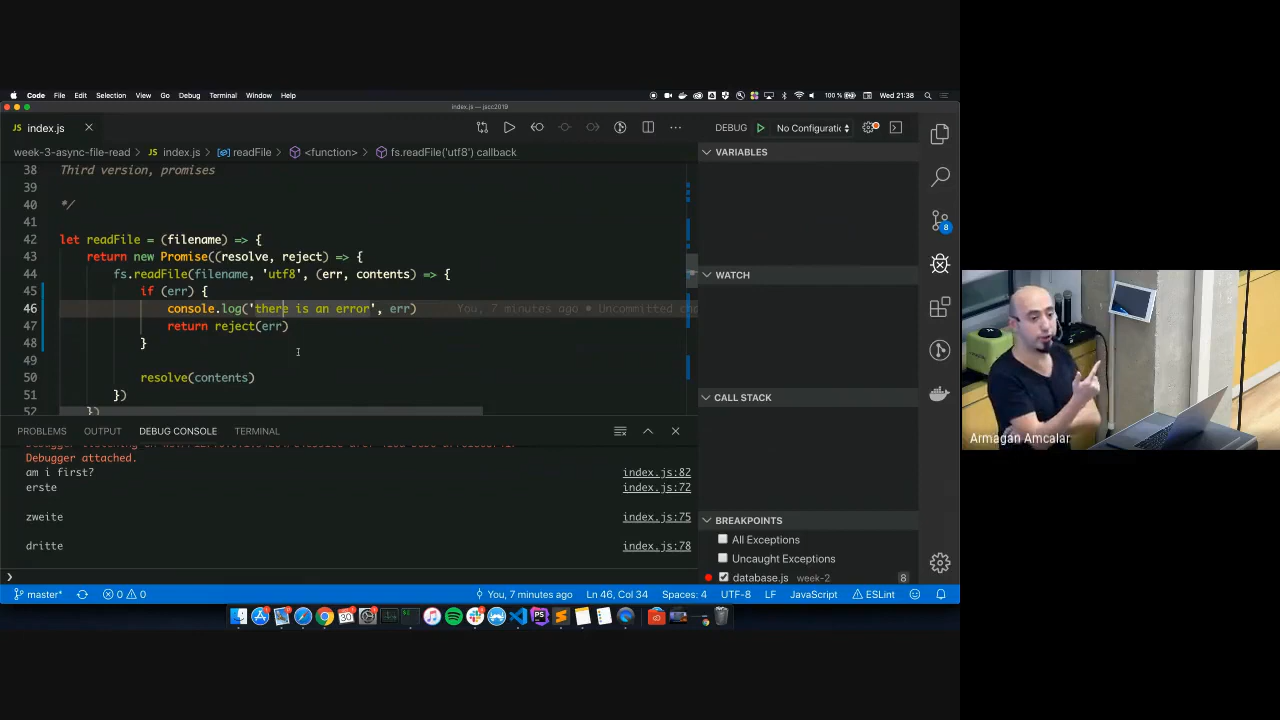 Code File Edit Selection View Go Debug Terminal Window Help
100 % Wed 21:38
index.js — jscc2019
JS index.js
DEBUG No Configuratic
week-3-async-file-read JS index.js readFile <function> fs.readFile('utf8') callback
38 Third version, promises
39
40 */
41
42 let readFile = (filename) => {
43 return new Promise((resolve, reject) => {
44 fs.readFile(filename, 'utf8', (err, contents) => {
45 if (err) {
46 console.log('there is an error', err) You, 7 minutes ago • Uncommitted cha
47 return reject(err)
48 }
49
50 resolve(contents)
51 })
52 })
VARIABLES
WATCH
CALL STACK
BREAKPOINTS
All Exceptions
Uncaught Exceptions
database.js week-2 8
8
PROBLEMS OUTPUT DEBUG CONSOLE TERMINAL
Debugger attached.
am i first? index.js:82
erste index.js:72
zweite index.js:75
dritte index.js:78
master* 0 0 You, 7 minutes ago Ln 46, Col 34 Spaces: 4 UTF-8 LF JavaScript ESLint
Armagan Amcalar